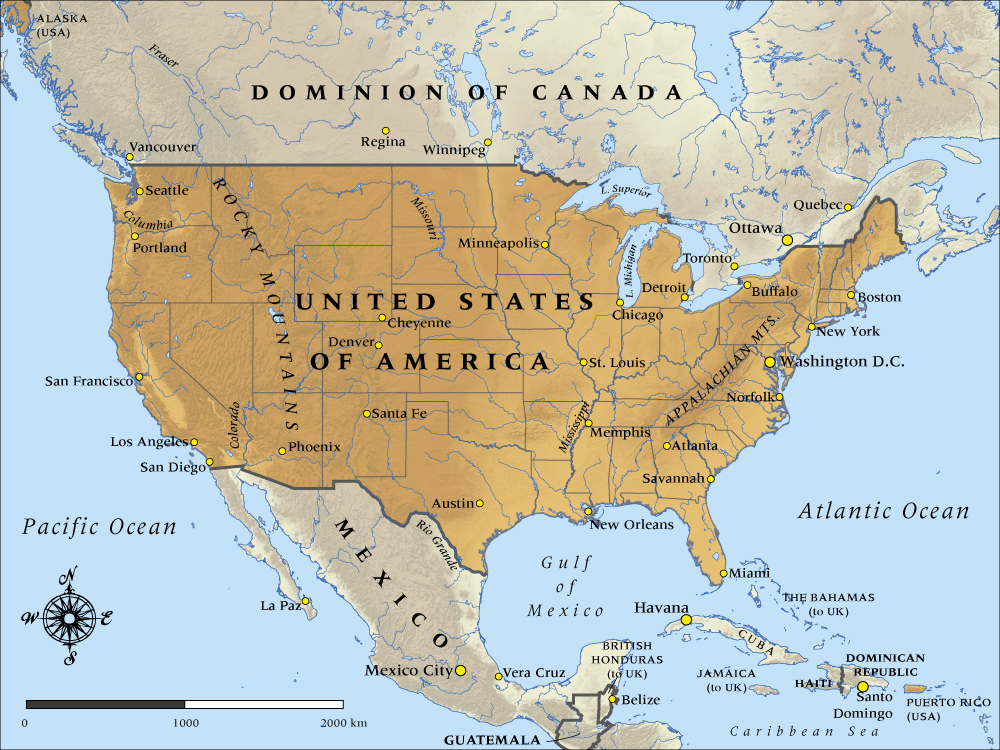 ALASKA
(USA)
Fraser
DOMINION OF CANADA
Regina
Winnipeg
Vancouver
Seattle
Columbia
Portland
ROCKY MOUNTAINS
Missouri
Minneapolis
L. Superior
L. Michigan
Quebec
Ottawa
Toronto
Detroit
Buffalo
Boston
Chicago
New York
UNITED STATES
OF AMERICA
Cheyenne
Denver
St. Louis
APPALACHIAN MTS.
Washington D.C.
Norfolk
San Francisco
Colorado
Santa Fe
Mississippi
Memphis
Los Angeles
Phoenix
Atlanta
San Diego
Savannah
Austin
New Orleans
Pacific Ocean
Atlantic Ocean
MEXICO
Rio Grande
Gulf
of
Mexico
Miami
THE BAHAMAS
(to UK)
N
W
E
S
La Paz
Havana
CUBA
Mexico City
Vera Cruz
BRITISH
HONDURAS
(to UK)
Belize
JAMAICA
(to UK)
HAITI
DOMINICAN
REPUBLIC
Santo
Domingo
PUERTO RICO
(USA)
Caribbean Sea
GUATEMALA
0
1000
2000 km